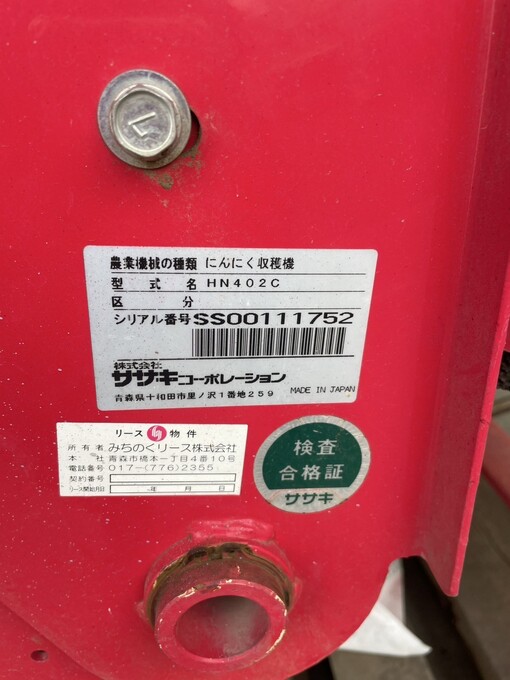 農業機械の種類 にんにく収穫機
型式名 HN402C
区分
シリアル番号 SS00111752
株式会社
ササキコーポレーション
MADE IN JAPAN
青森県十和田市里ノ沢1番地259
リース 物件
所有者 みちのくリース株式会社
本社 青森市橋本一丁目4番10号
電話番号 017-(776)2355
契約番号
リース開始日 年 月 日
検査
合格証
ササキ